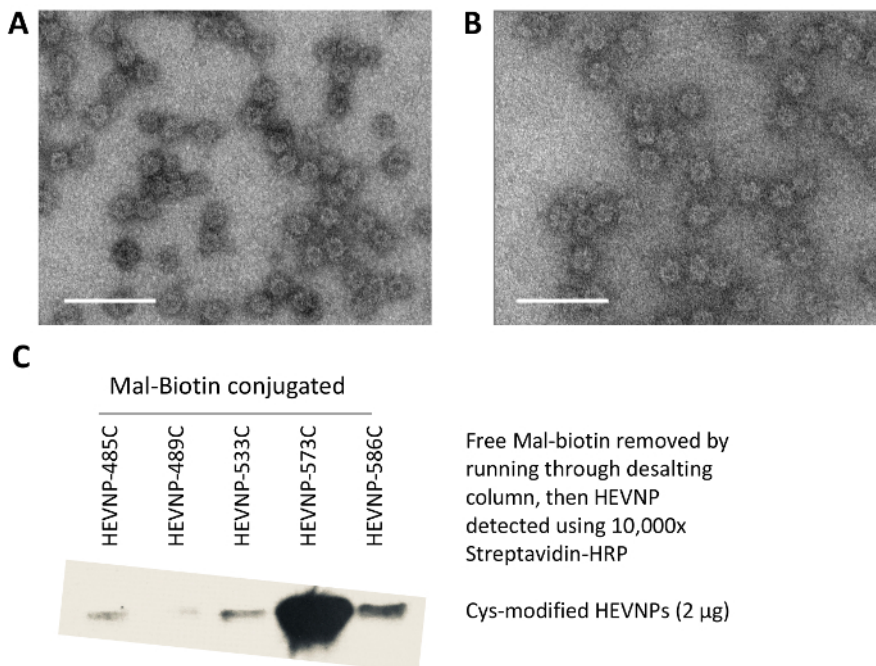 A
B
C
Mal-Biotin conjugated
HEVNP-485C
HEVNP-489C
HEVNP-533C
HEVNP-573C
HEVNP-586C
Free Mal-biotin removed by
running through desalting
column, then HEVNP
detected using 10,000x
Streptavidin-HRP
Cys-modified HEVNPs (2 µg)